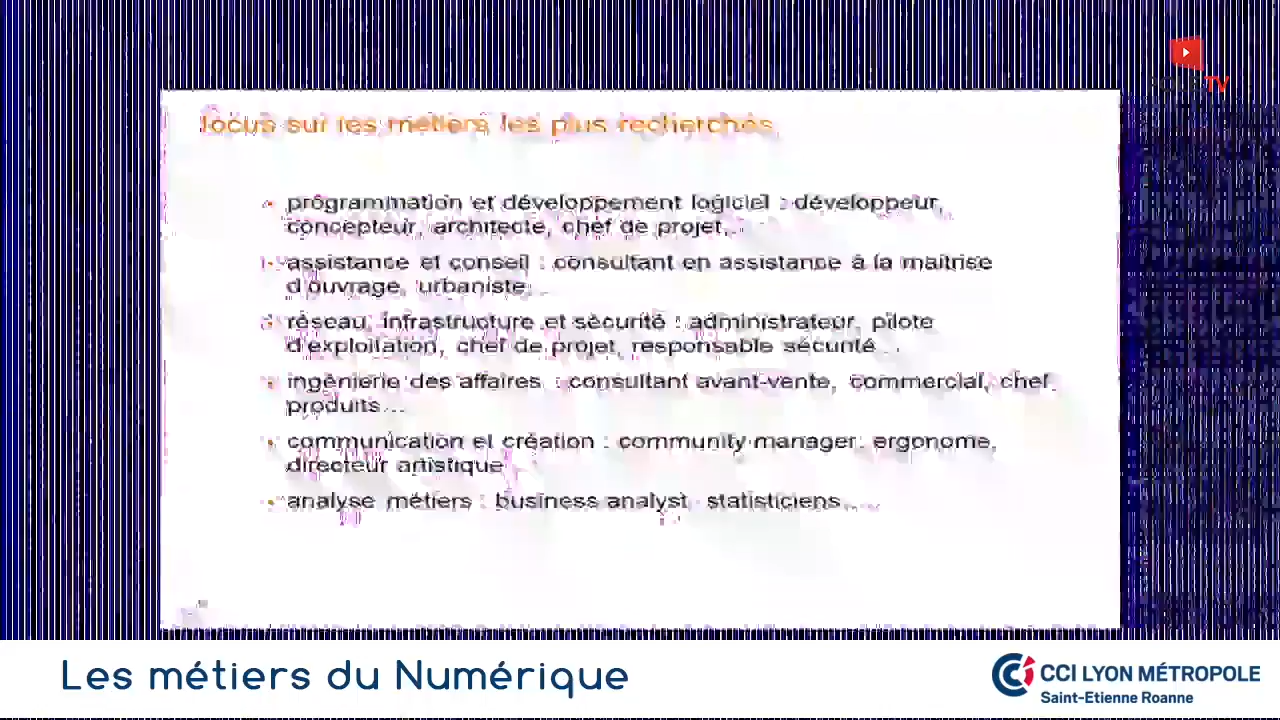 focus sur les métiers les plus recherchés
programmation et développement logiciel : développeur,
concepteur, architecte, chef de projet,..
assistance et conseil : consultant en assistance à la maîtrise
d'ouvrage, urbaniste...
réseau, infrastructure et sécurité : administrateur, pilote
d'exploitation, chef de projet, responsable sécurité...
ingénierie des affaires : consultant avant-vente, commercial, chef
produits...
communication et création : community manager, ergonome,
directeur artistique
analyse métiers : business analyst, statisticiens,...
TV
Les métiers du Numérique
CCI LYON MÉTROPOLE
Saint-Etienne Roanne